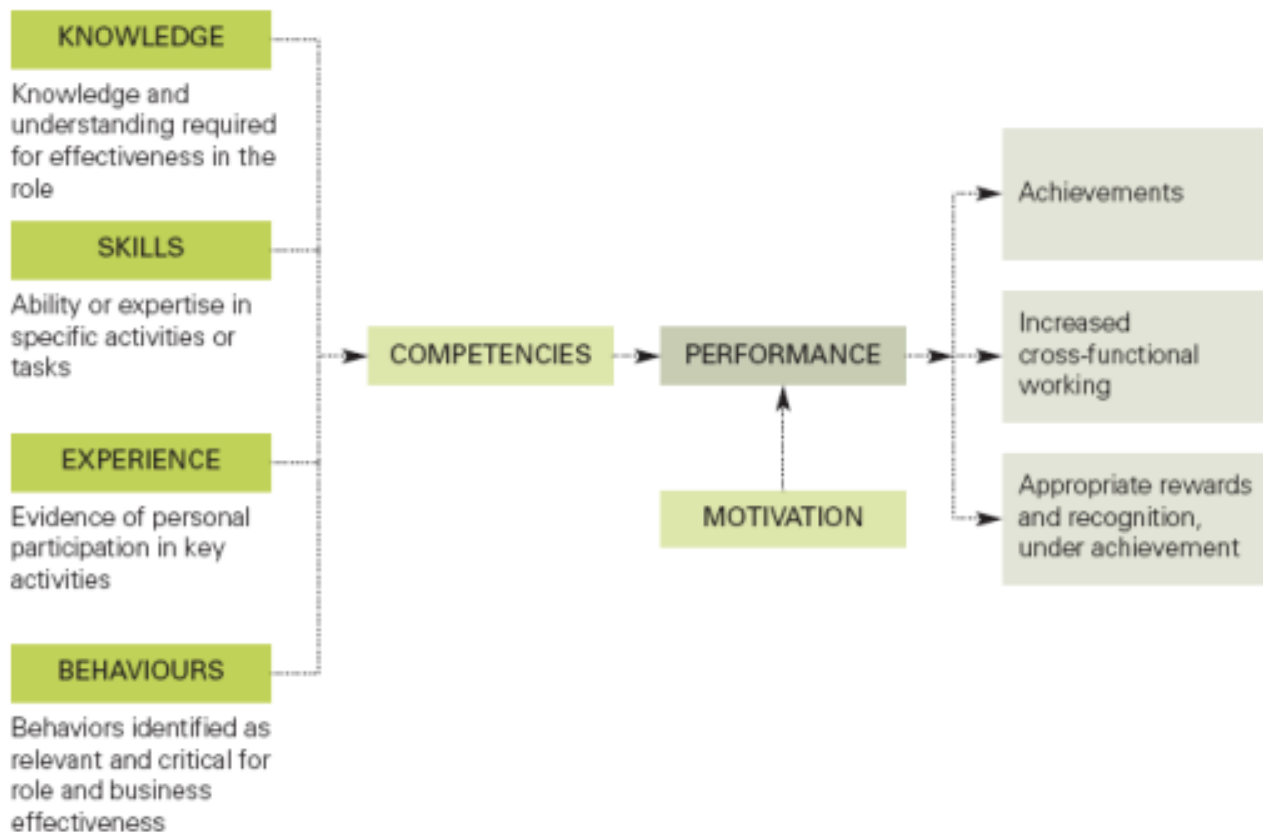 KNOWLEDGE
Knowledge and
understanding required
for effectiveness in the
role
SKILLS
Ability or expertise in
specific activities or
tasks
EXPERIENCE
Evidence of personal
participation in key
activities
BEHAVIOURS
Behaviors identified as
relevant and critical for
role and business
effectiveness
COMPETENCIES
PERFORMANCE
MOTIVATION
Achievements
Increased
cross-functional
working
Appropriate rewards
and recognition,
under achievement